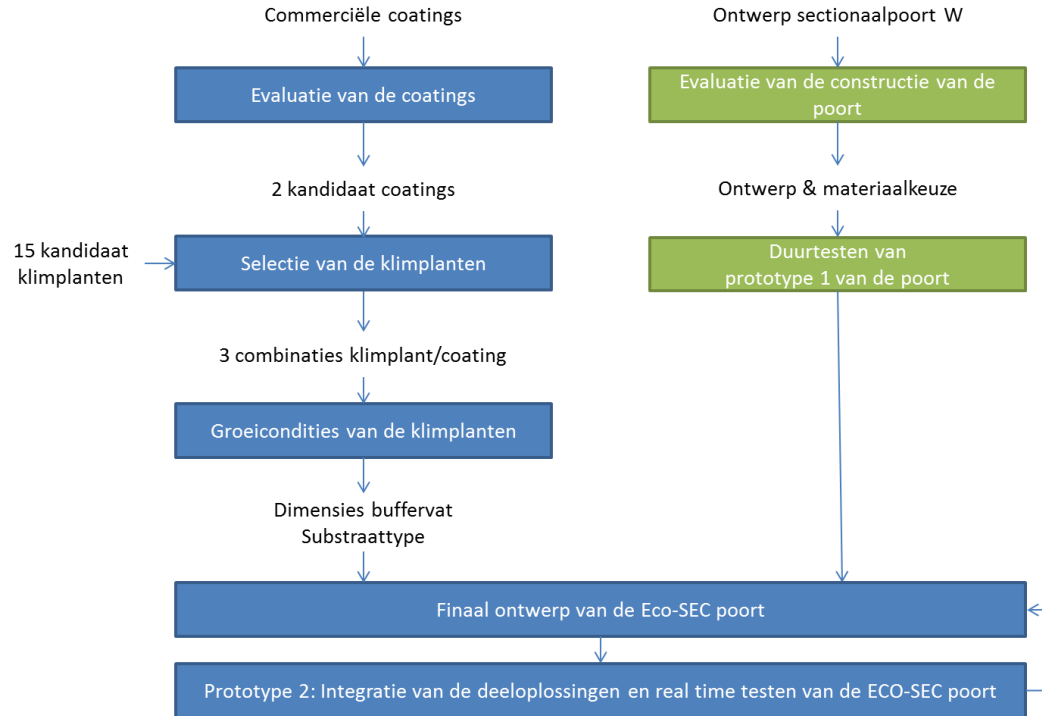 Commerciële coatings
Ontwerp sectionaalpoort W
Evaluatie van de coatings
Evaluatie van de constructie van de
poort
2 kandidaat coatings
Ontwerp & materiaalkeuze
15 kandidaat
klimplanten
Selectie van de klimplanten
Duurtesten van
prototype 1 van de poort
3 combinaties klimplant/coating
Groeicondities van de klimplanten
Dimensies buffervat
Substraattype
Finaal ontwerp van de Eco-SEC poort
Prototype 2: Integratie van de deeloplossingen en real time testen van de ECO-SEC poort